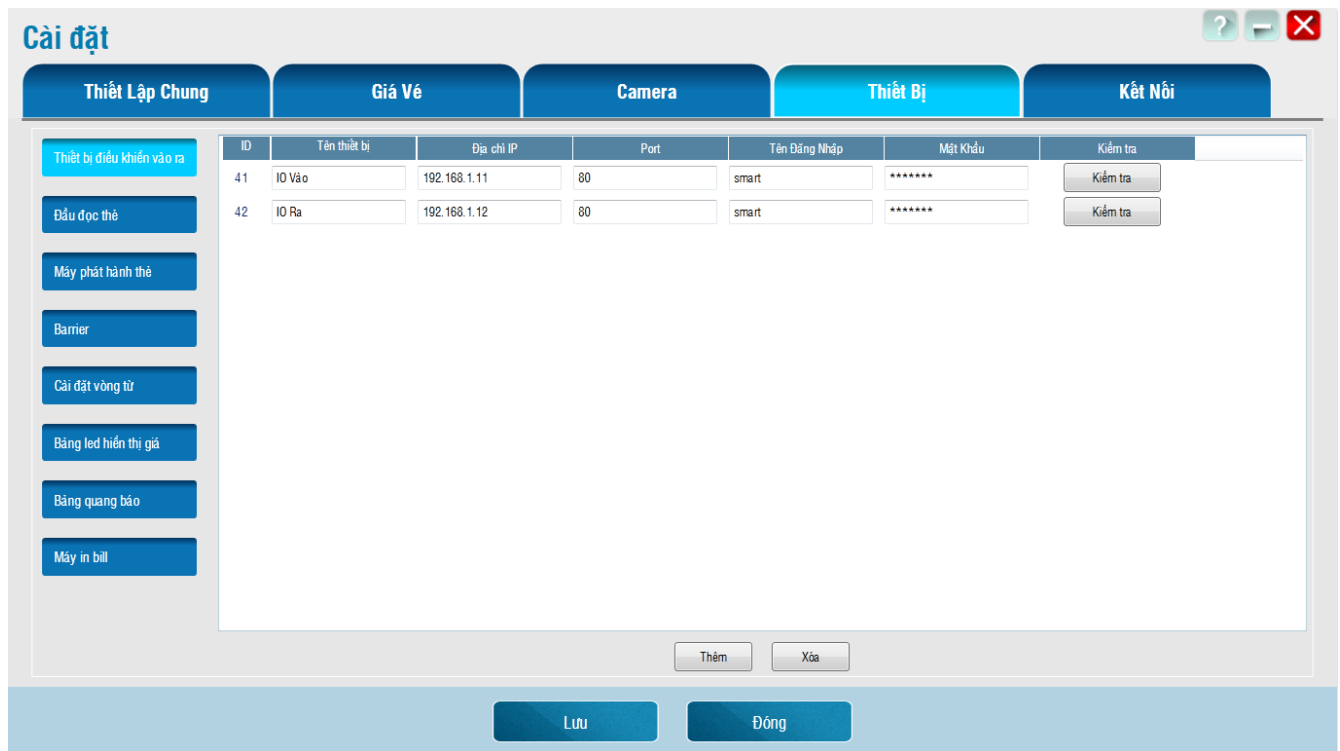 Cài đặt
?
Thiết Lập Chung Giá Vé Camera Thiết Bị Kết Nối
Thiết bị điều khiển vào ra
Đầu đọc thẻ
Máy phát hành thẻ
Barrier
Cài đặt vòng từ
Bảng led hiển thị giá
Bảng quang báo
Máy in bill
ID Tên thiết bị Địa chỉ IP Port Tên Đăng Nhập Mật Khẩu Kiểm tra
41 IO Vào 192.168.1.11 80 smart ******* Kiểm tra
42 IO Ra 192.168.1.12 80 smart ******* Kiểm tra
Thêm Xóa
Lưu Đóng